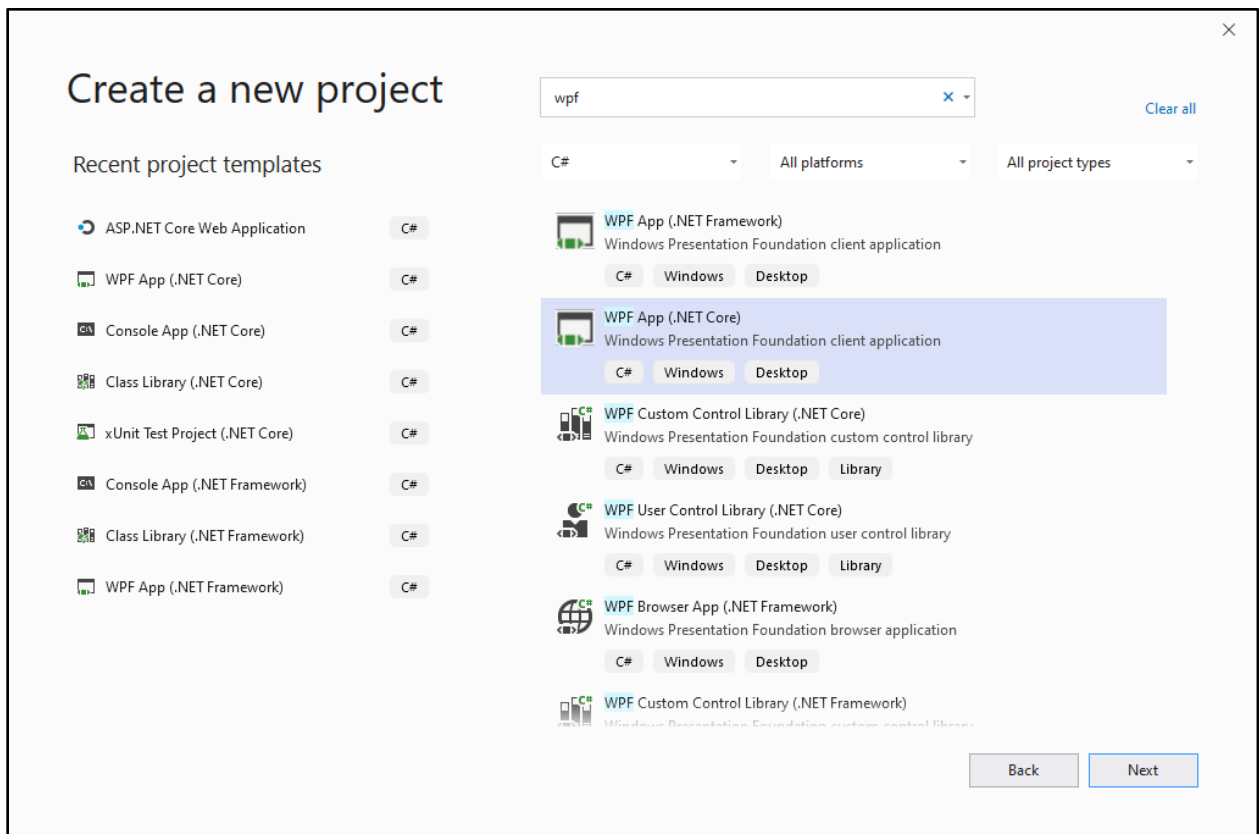 Create a new project
wpf
Clear all
C#
All platforms
All project types
Recent project templates
ASP.NET Core Web Application
C#
WPF App (.NET Core)
C#
Console App (.NET Core)
C#
Class Library (.NET Core)
C#
xUnit Test Project (.NET Core)
C#
Console App (.NET Framework)
C#
Class Library (.NET Framework)
C#
WPF App (.NET Framework)
C#
WPF App (.NET Framework)
Windows Presentation Foundation client application
C# Windows Desktop
WPF App (.NET Core)
Windows Presentation Foundation client application
C# Windows Desktop
WPF Custom Control Library (.NET Core)
Windows Presentation Foundation custom control library
C# Windows Desktop Library
WPF User Control Library (.NET Core)
Windows Presentation Foundation user control library
C# Windows Desktop Library
WPF Browser App (.NET Framework)
Windows Presentation Foundation browser application
C# Windows Desktop
WPF Custom Control Library (.NET Framework)
Windows Presentation Foundation custom control library
Back
Next